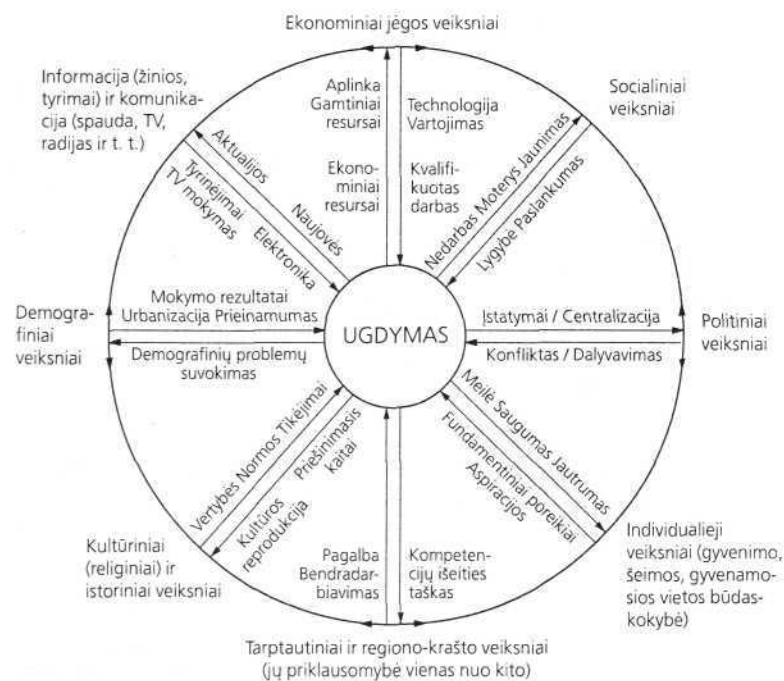 Ekonominiai jėgos veiksniai
Informacija (žinios,
tyrimai) ir komunika-
cija (spauda, TV,
radijas ir t. t.)
Socialiniai
veiksniai
Aplinka
Gamtiniai
resursai
Technologija
Vartojimas
Ekono-
miniai
resursai
Kvalifi-
kuotas
darbas
Aktualijos
Naujovės
Tyrinėjimai
TV mokymas
Elektronika
Nedarbas Moterys Jaunimas
Lygybė Paslankumas
Demogra-
finiai
veiksniai
Mokymo rezultatai
Urbanizacija Prieinamumas
Demografinių problemų
suvokimas
UGDYMAS
Įstatymai / Centralizacija
Konfliktas / Dalyvavimas
Politiniai
veiksniai
Vertybės Normos Tikėjimai
Priešinimasis
kaitai
Kultūros
reprodukcija
Meilė Saugumas Jautrumas
Fundamentiniai poreikiai
Aspiracijos
Kultūriniai
(religiniai) ir
istoriniai veiksniai
Pagalba
Bendradar-
biavimas
Kompeten-
cijų išeities
taškas
Individualieji
veiksniai (gyvenimo,
šeimos, gyvenamo-
sios vietos būdas-
kokybė)
Tarptautiniai ir regiono-krašto veiksniai
(jų priklausomybė vienas nuo kito)